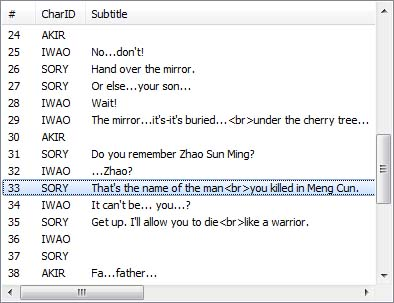 # CharID Subtitle
24 AKIR
25 IWAO No...don't!
26 SORY Hand over the mirror.
27 SORY Or else...your son...
28 IWAO Wait!
29 IWAO The mirror...it's-it's buried...<br>under the cherry tree...
30 AKIR
31 SORY Do you remember Zhao Sun Ming?
32 IWAO ...Zhao?
33 SORY That's the name of the man<br>you killed in Meng Cun.
34 IWAO It can't be... you...?
35 SORY Get up. I'll allow you to die<br>like a warrior.
36 IWAO
37 SORY
38 AKIR Fa...father...